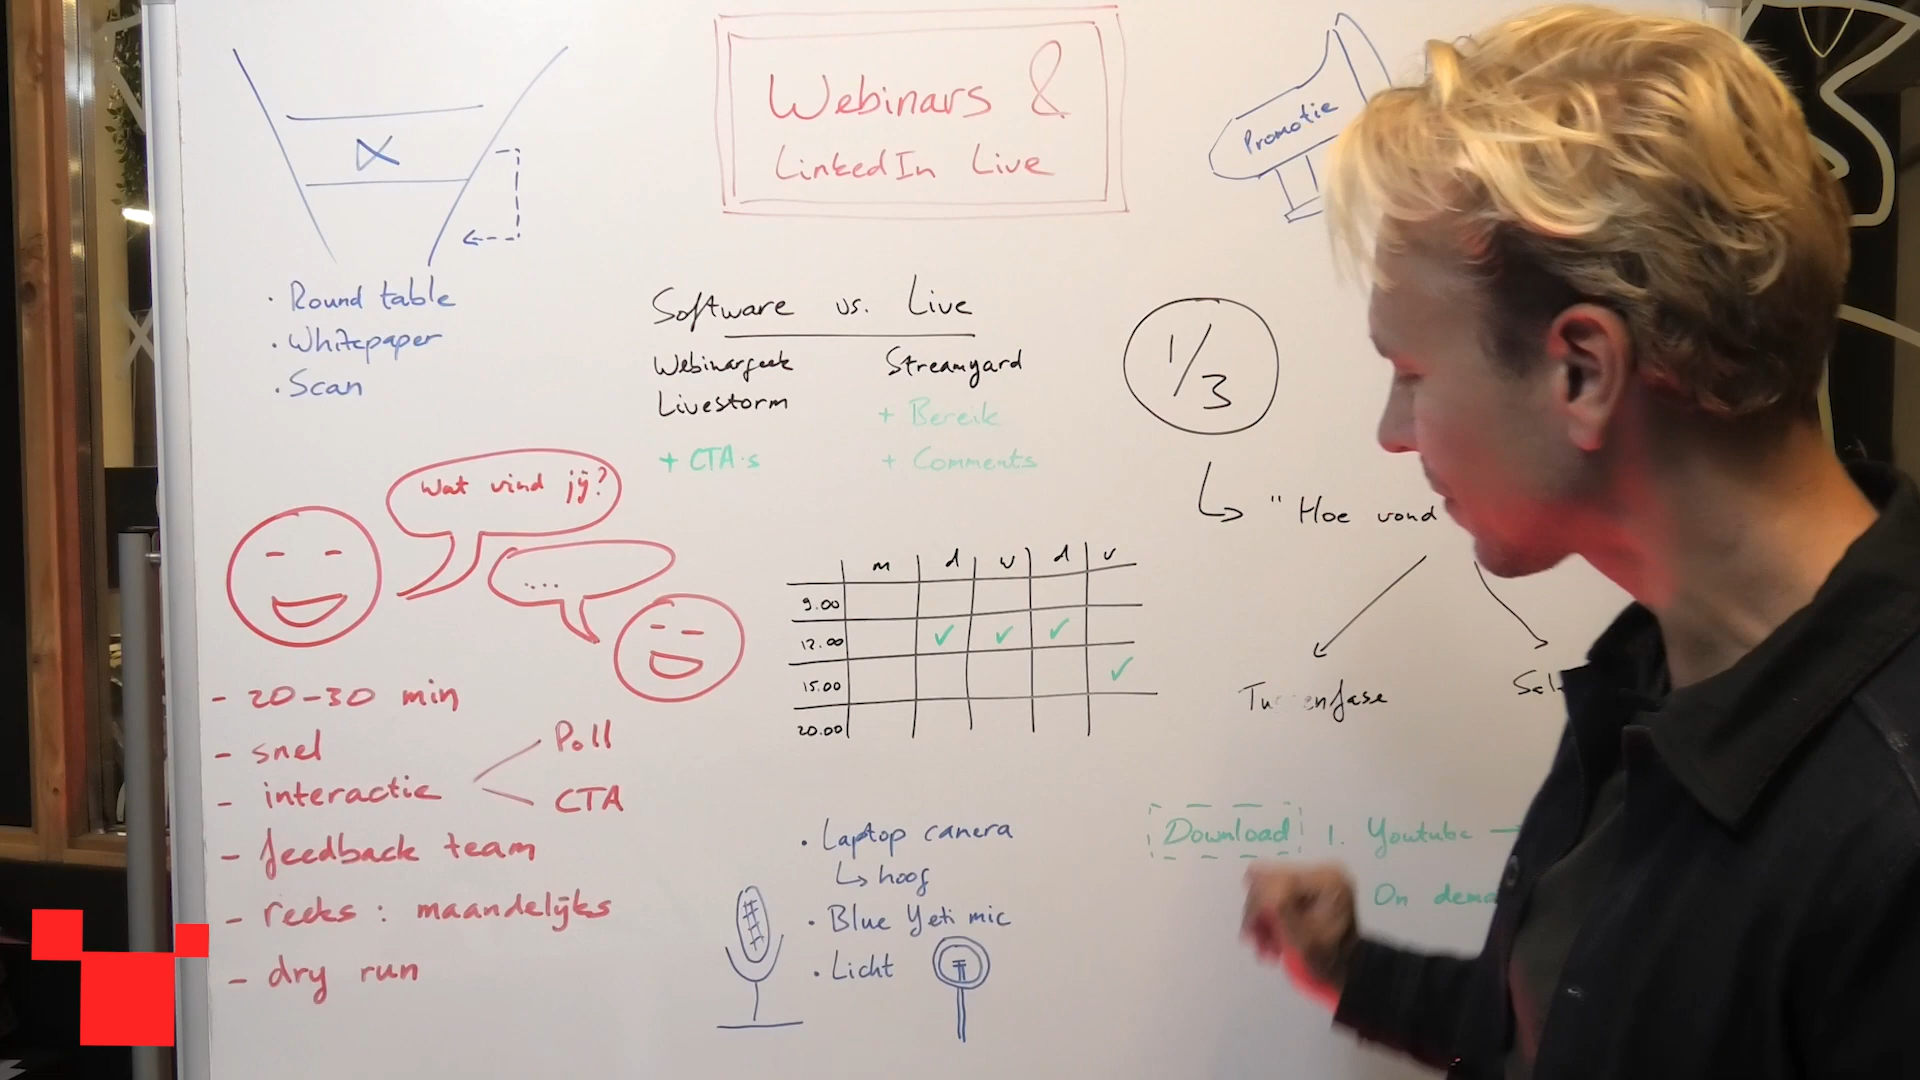 Webinars &
LinkedIn Live
Promotie
· Round table
· Whitepaper
· Scan
Software vs. Live
Webinargeek
Livestorm
+ CTA's
Streamyard
+ Bereik
+ Comments
1/3
"Hoe vond
Sal
Wat vind jij?
....
- 20-30 min
- snel
- interactie
Poll
CTA
- feedback team
- reeks : maandelijks
- dry run
m d w d v
9.00
12.00 ✓ ✓ ✓
15.00 ✓
20.00
· Laptop camera
↳ hoog
· Blue Yeti mic
· Licht
Download
1. Youtube →
On dema